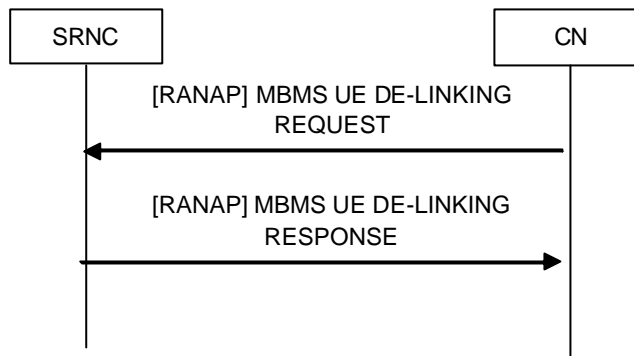 SRNC
CN
[RANAP] MBMS UE DE-LINKING
REQUEST
[RANAP] MBMS UE DE-LINKING
RESPONSE